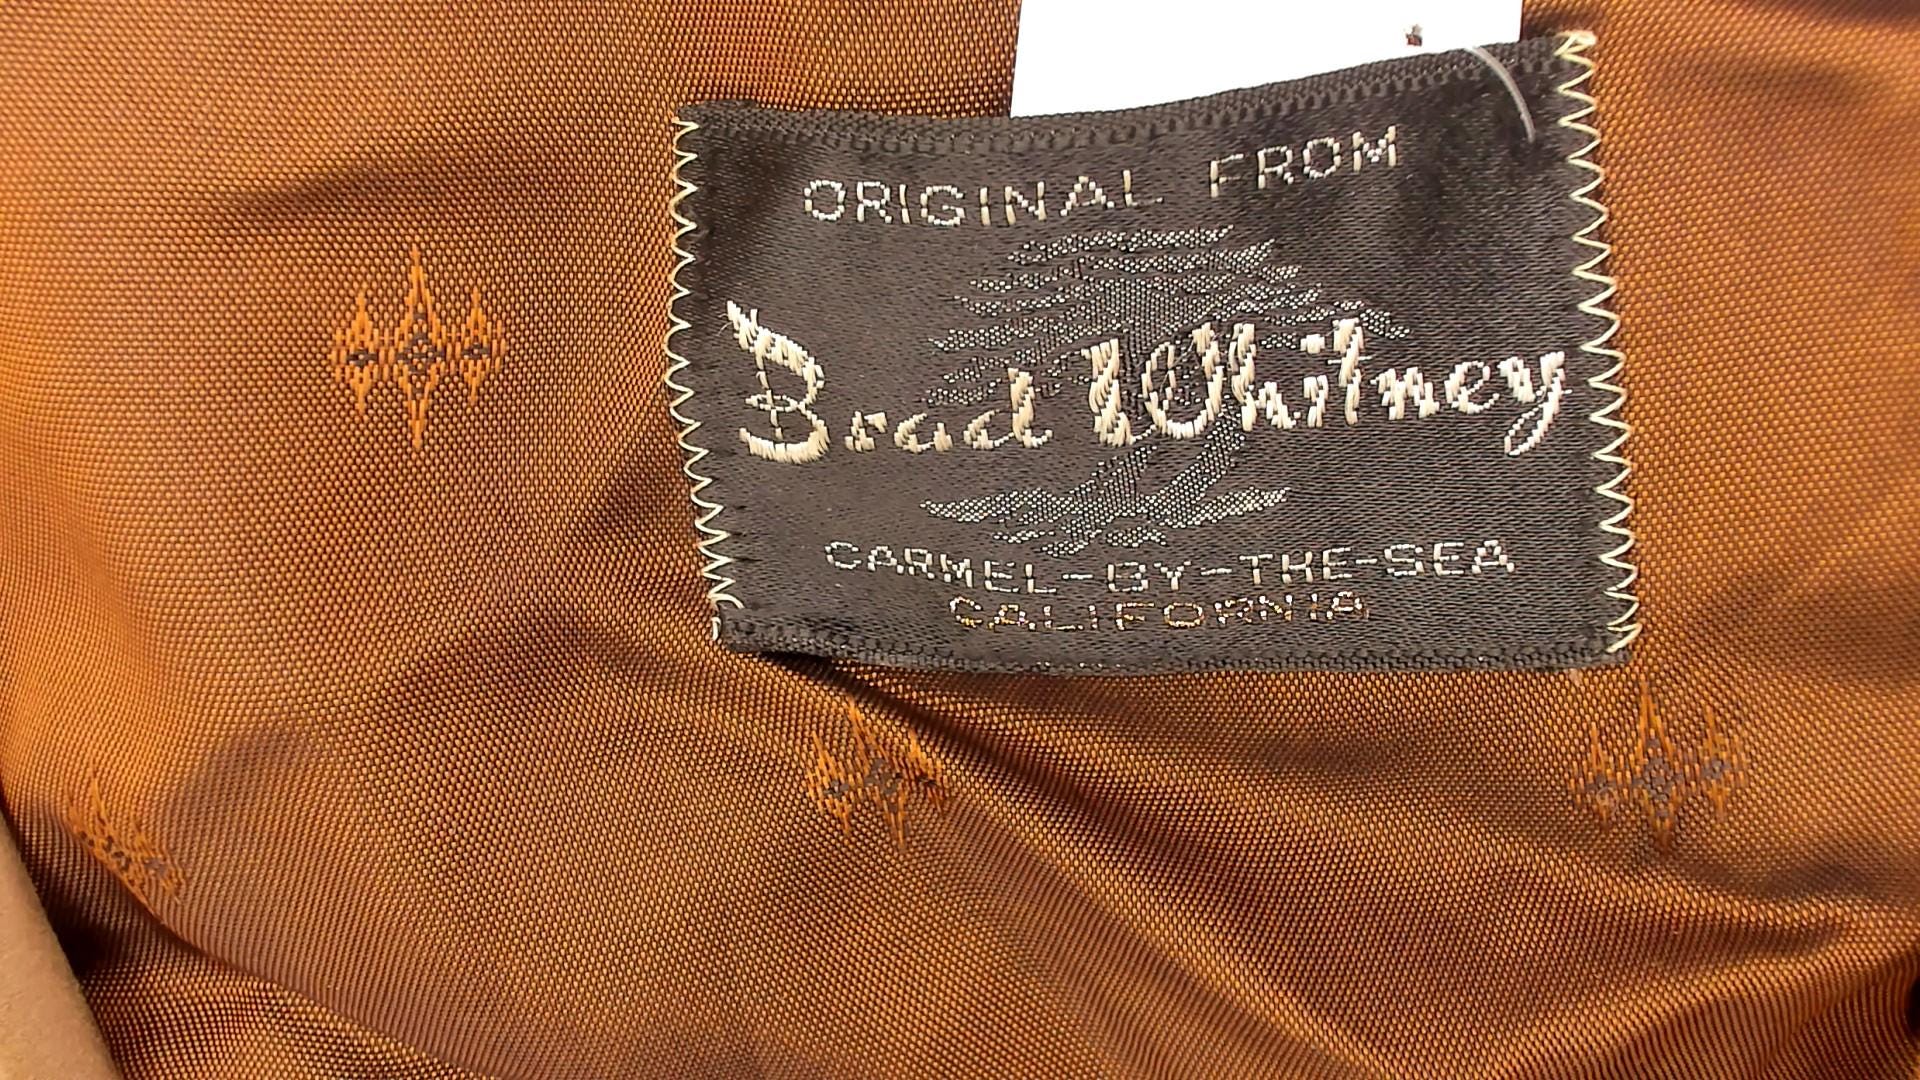 ORIGINAL FROM
Brad Whitney
CARMEL-BY-THE-SEA
CALIFORNIA